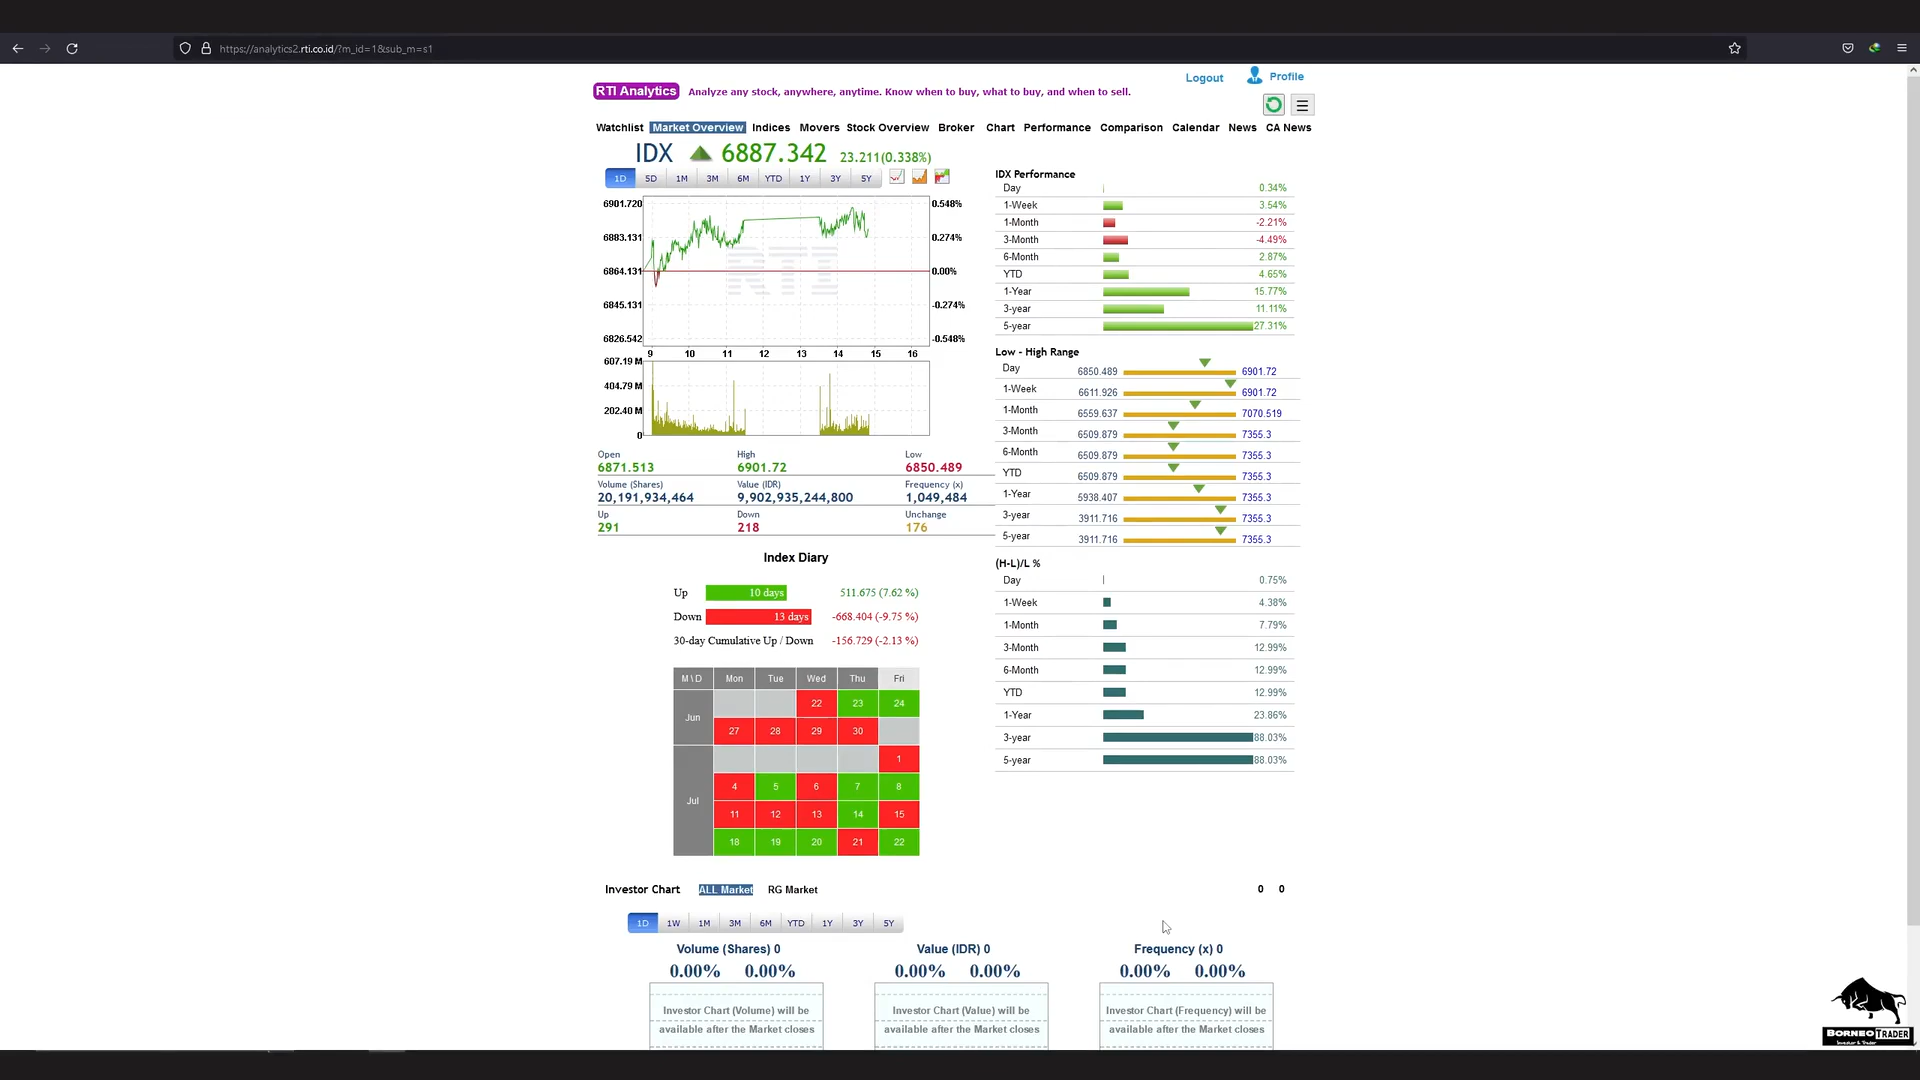 https://analytics2.rti.co.id/?m_id=1&sub_m=s1
Logout Profile
RTI Analytics Analyze any stock, anywhere, anytime. Know when to buy, what to buy, and when to sell.
Watchlist Market Overview Indices Movers Stock Overview Broker Chart Performance Comparison Calendar News CA News
IDX 6887.342 23.211(0.338%)
1D 5D 1M 3M 6M YTD 1Y 3Y 5Y
6901.720 0.548%
6883.131 0.274%
6864.131 0.00%
6845.131 -0.274%
6826.542 -0.548%
RTI
9 10 11 12 13 14 15 16
607.19 M
404.79 M
202.40 M
0
Open High Low
6871.513 6901.72 6850.489
Volume (Shares) Value (IDR) Frequency (x)
20,191,934,464 9,902,935,244,800 1,049,484
Up Down Unchange
291 218 176
IDX Performance
Day 0.34%
1-Week 3.54%
1-Month -2.21%
3-Month -4.49%
6-Month 2.87%
YTD 4.65%
1-Year 15.77%
3-year 11.11%
5-year 27.31%
Low - High Range
Day 6850.489 6901.72
1-Week 6611.926 6901.72
1-Month 6559.637 7070.519
3-Month 6509.879 7355.3
6-Month 6509.879 7355.3
YTD 6509.879 7355.3
1-Year 5938.407 7355.3
3-year 3911.716 7355.3
5-year 3911.716 7355.3
(H-L)/L %
Day 0.75%
1-Week 4.38%
1-Month 7.79%
3-Month 12.99%
6-Month 12.99%
YTD 12.99%
1-Year 23.86%
3-year 88.03%
5-year 88.03%
Index Diary
Up 10 days 511.675 (7.62 %)
Down 13 days -668.404 (-9.75 %)
30-day Cumulative Up / Down -156.729 (-2.13 %)
M \ D Mon Tue Wed Thu Fri
Jun 22 23 24
27 28 29 30
Jul 1
4 5 6 7 8
11 12 13 14 15
18 19 20 21 22
Investor Chart ALL Market RG Market 0 0
1D 1W 1M 3M 6M YTD 1Y 3Y 5Y
Volume (Shares) 0 Value (IDR) 0 Frequency (x) 0
0.00% 0.00% 0.00% 0.00% 0.00% 0.00%
Investor Chart (Volume) will be available after the Market closes
Investor Chart (Value) will be available after the Market closes
Investor Chart (Frequency) will be available after the Market closes
BORNEO TRADER
Investor & Trader